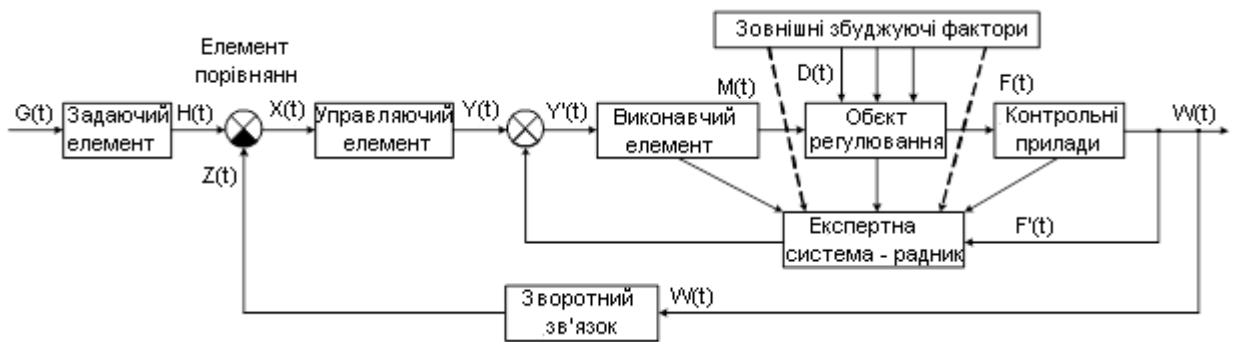 Зовнішні збуджуючі фактори
Елемент
порівнянн
G(t)
Задаючий
елемент
H(t)
X(t)
Управляючий
елемент
Y(t)
Y'(t)
Виконавчий
елемент
M(t)
D(t)
Обєкт
регулювання
F(t)
Контрольні
прилади
W(t)
Z(t)
Експертна
система - радник
F'(t)
Зворотний
зв'язок
W(t)